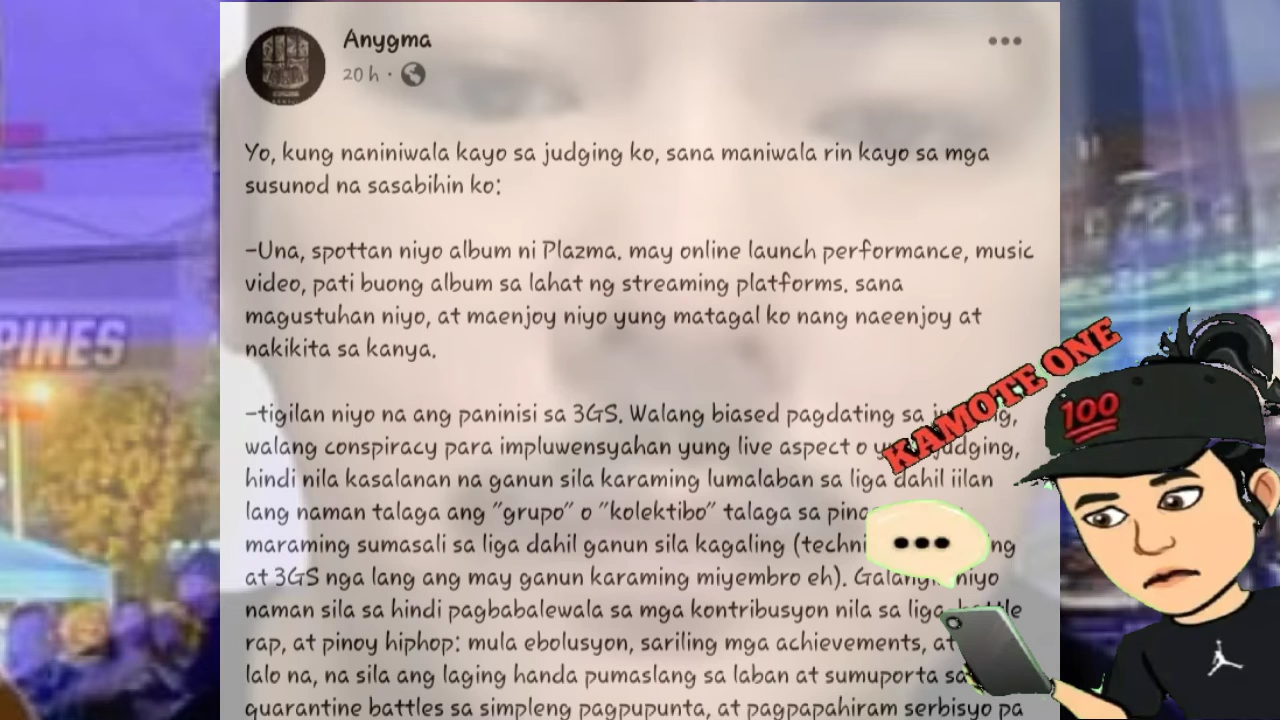 Anygma
20 h ·
Yo, kung naniniwala kayo sa judging ko, sana maniwala rin kayo sa mga
susunod na sasabihin ko:
-Una, spottan niyo album ni Plazma. may online launch performance, music
video, pati buong album sa lahat ng streaming platforms. sana
magustuhan niyo, at maenjoy niyo yung matagal ko nang naeenjoy at
nakikita sa kanya.
-tigilan niyo na ang paninisi sa 3GS. Walang biased pagdating sa
walang conspiracy para impluwensyahan yung live aspect o
hindi nila kasalanan na ganun sila karaming lumalaban sa liga dahil iilan
lang naman talaga ang "grupo" o "kolektibo" talaga sa
maraming sumasali sa liga dahil ganun sila kagaling
at 3GS nga lang ang may ganun karaming miyembro eh). niyo
naman sila sa hindi pagbabalewala sa mga kontribusyon nila sa liga,
rap, at pinoy hiphop: mula ebolusyon, sariling mga achievements, at
lalo na, na sila ang laging handa pumaslang sa laban at sumuporta
quarantine battles sa simpleng pagpupunta, at pagpapahiram serbisyo pa
PINES
KAMOTE ONE
100